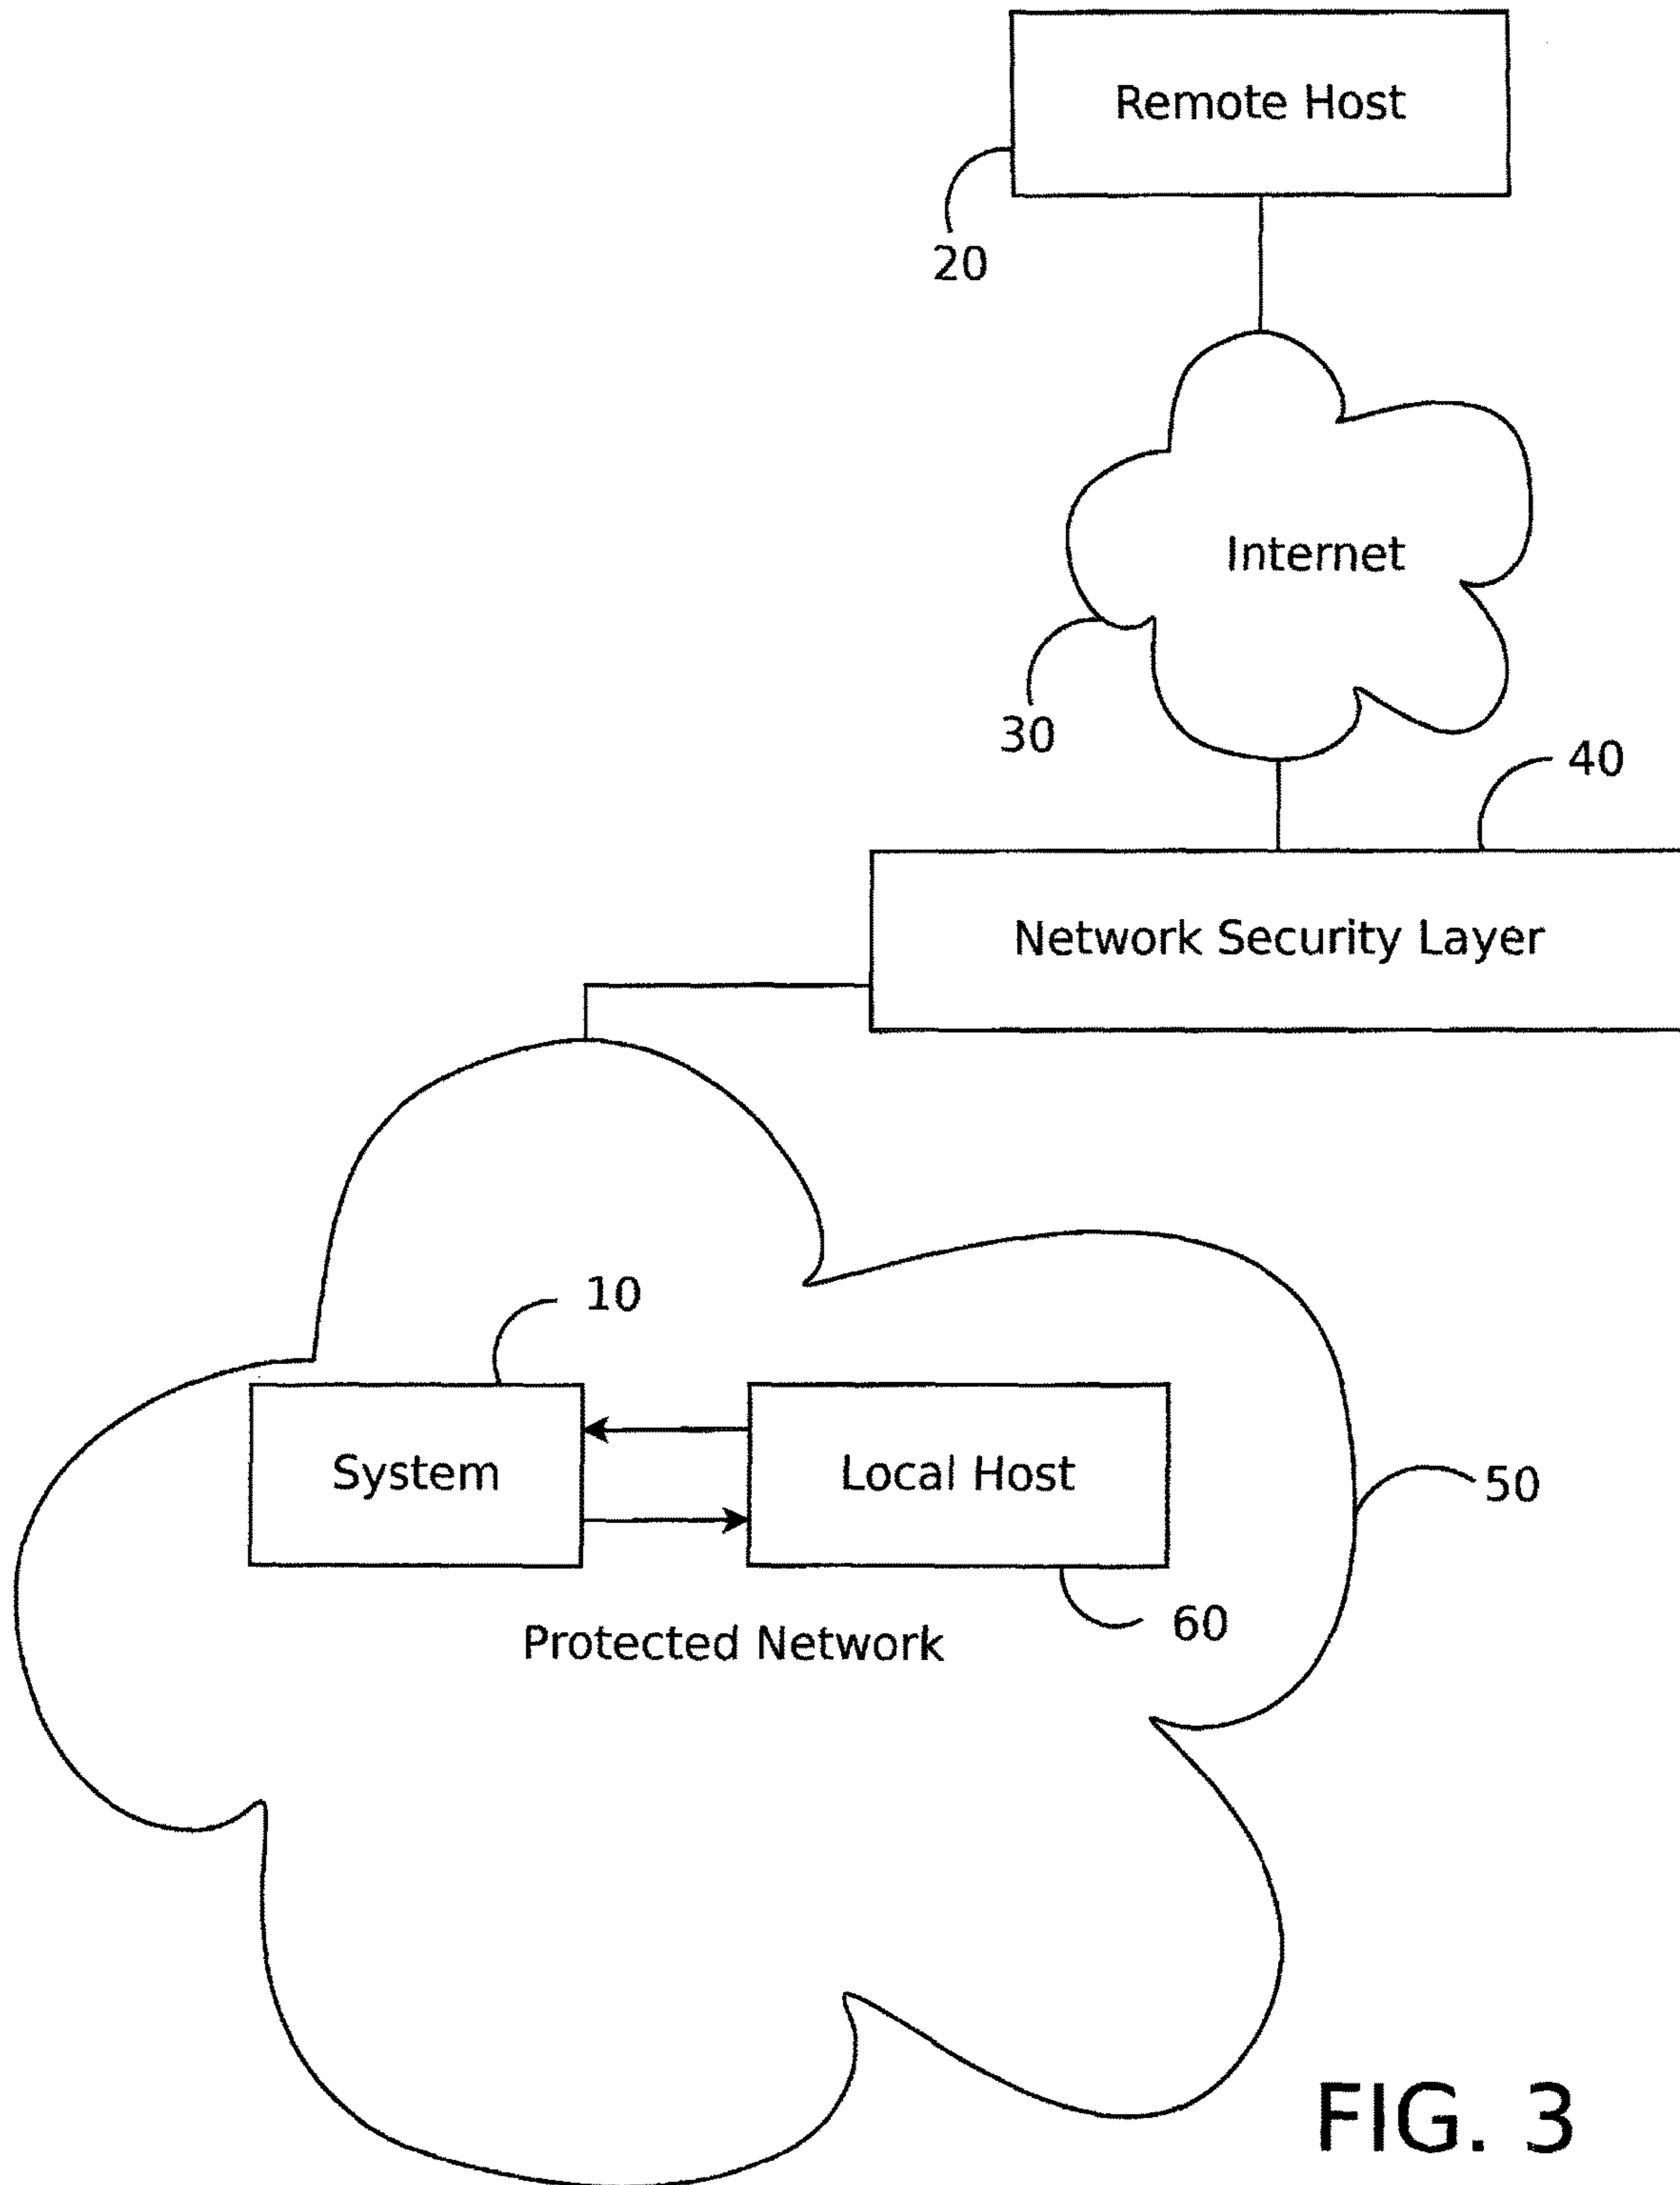 Remote Host
20
Internet
30
40
Network Security Layer
10
System
Local Host
50
60
Protected Network
FIG. 3